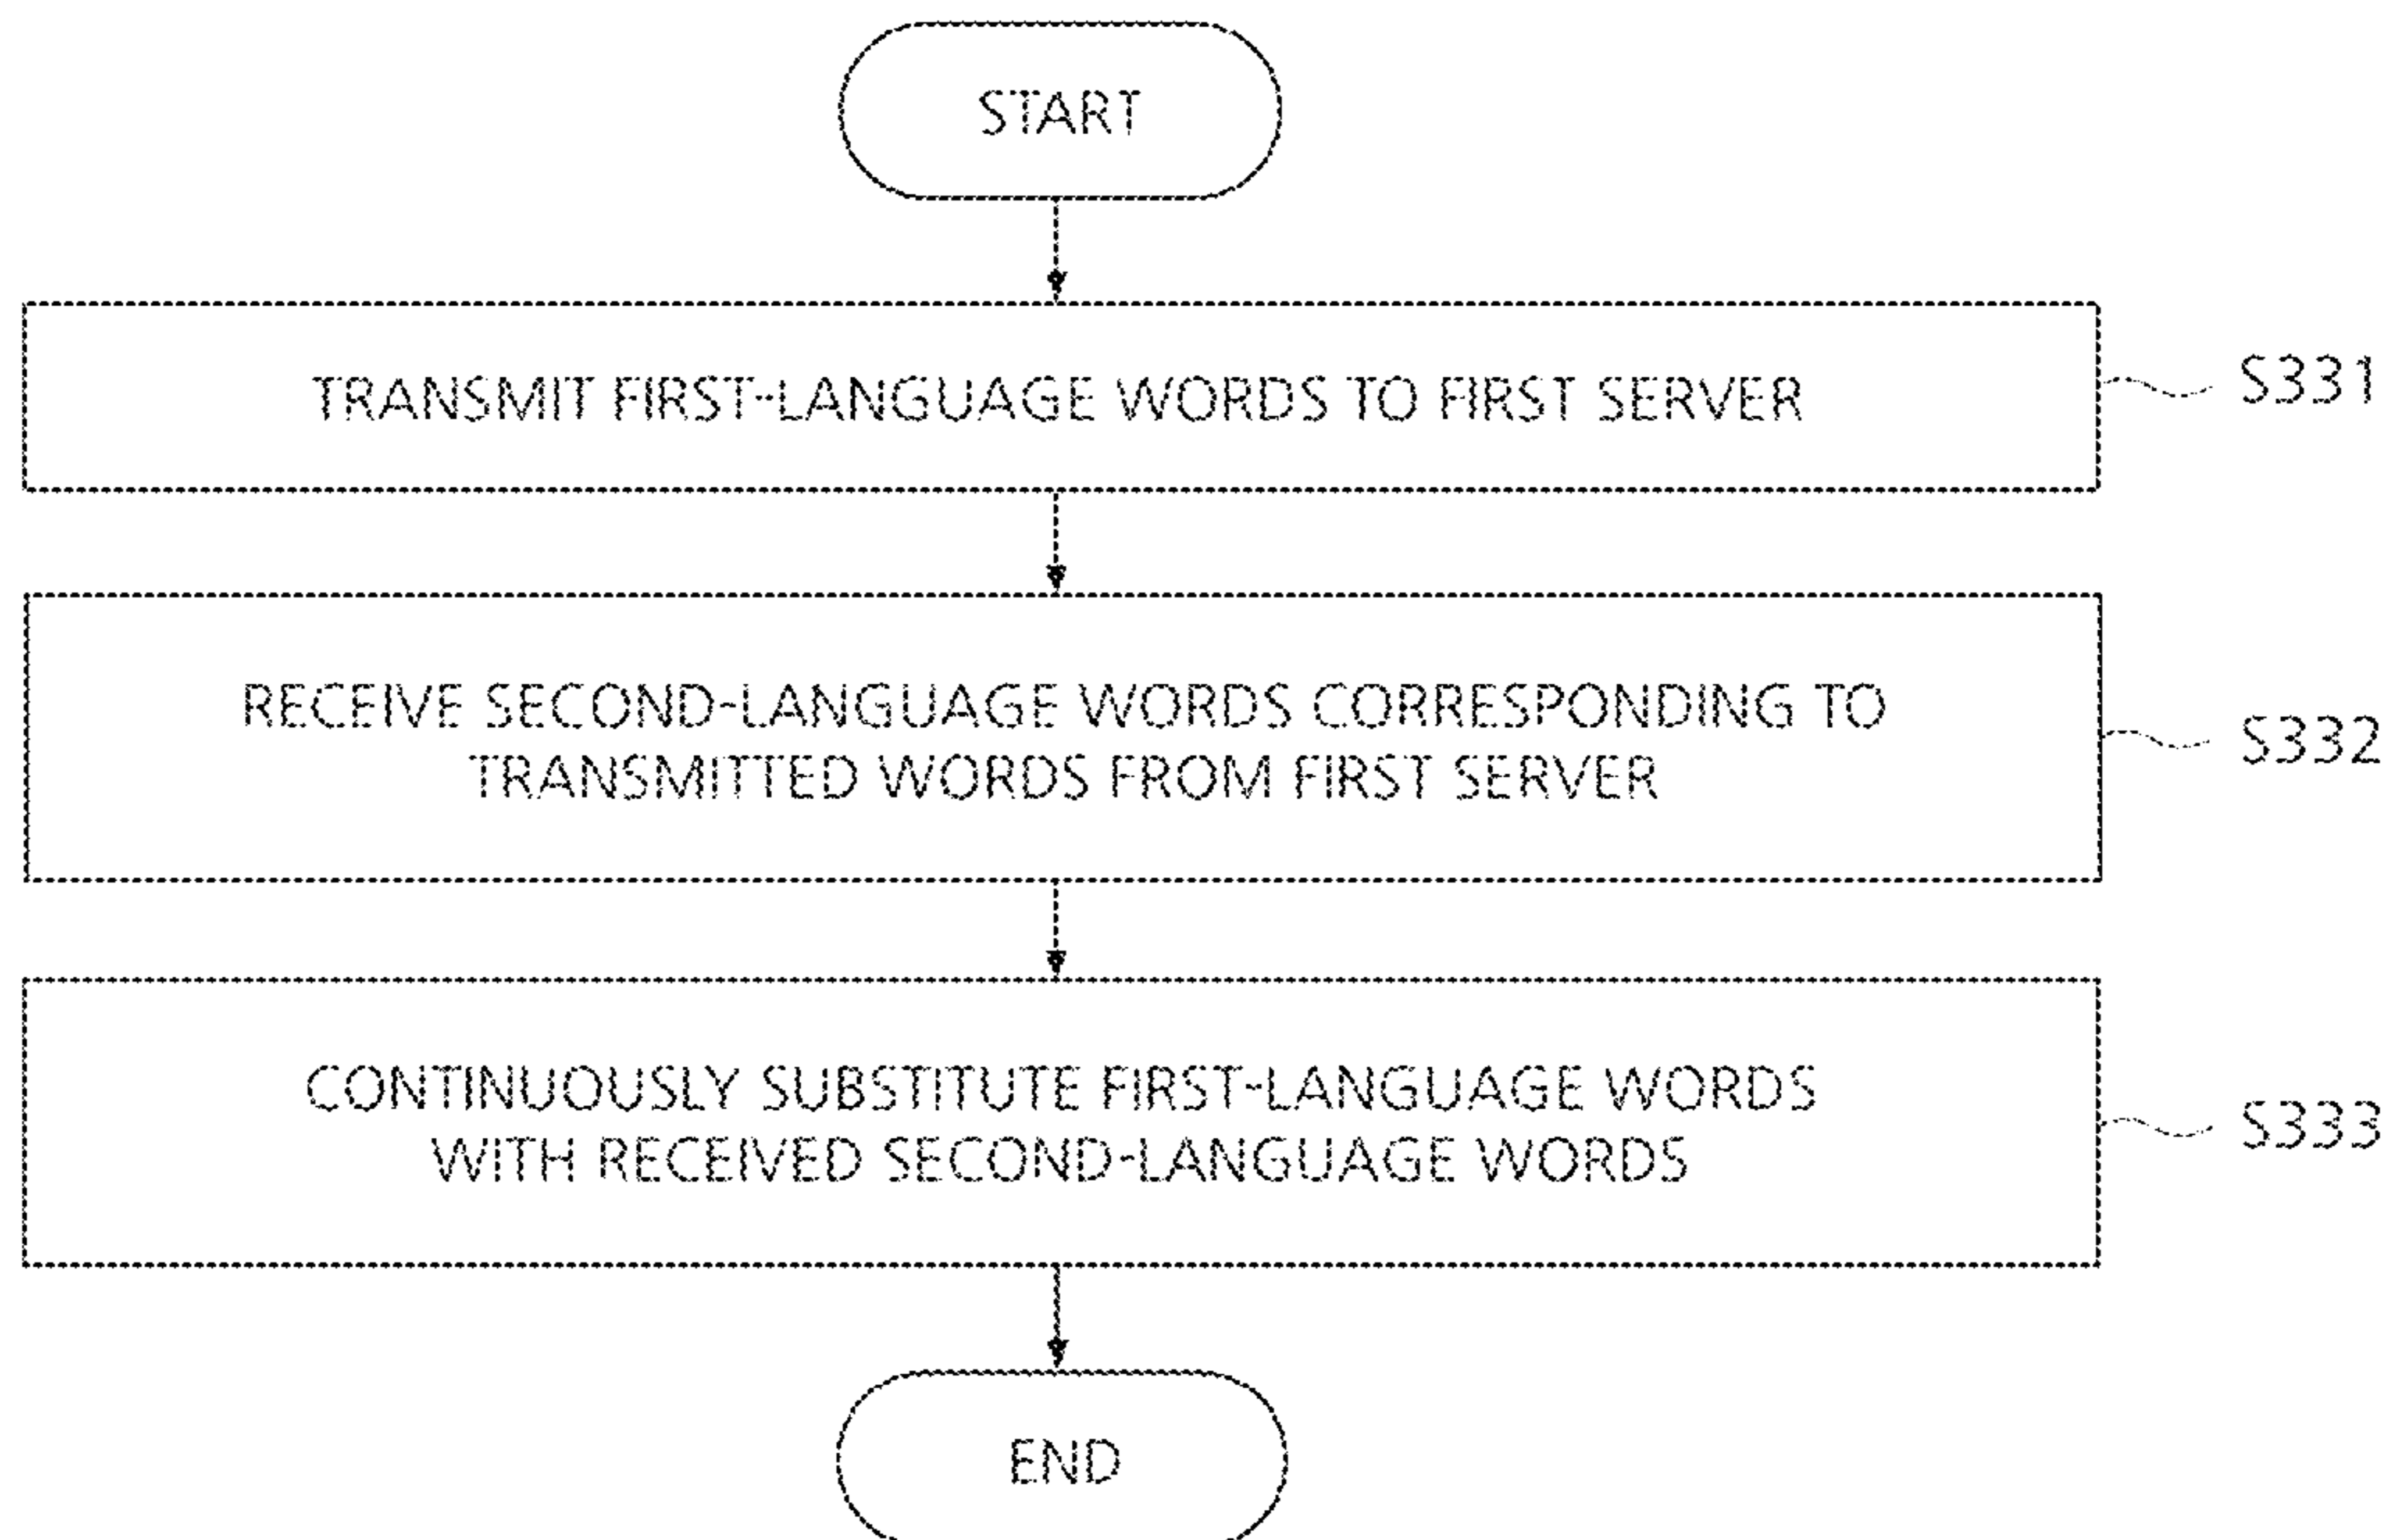 START
TRANSMIT FIRST-LANGUAGE WORDS TO FIRST SERVER
S331
RECEIVE SECOND-LANGUAGE WORDS CORRESPONDING TO
TRANSMITTED WORDS FROM FIRST SERVER
S332
CONTINUOUSLY SUBSTITUTE FIRST-LANGUAGE WORDS
WITH RECEIVED SECOND-LANGUAGE WORDS
S333
END